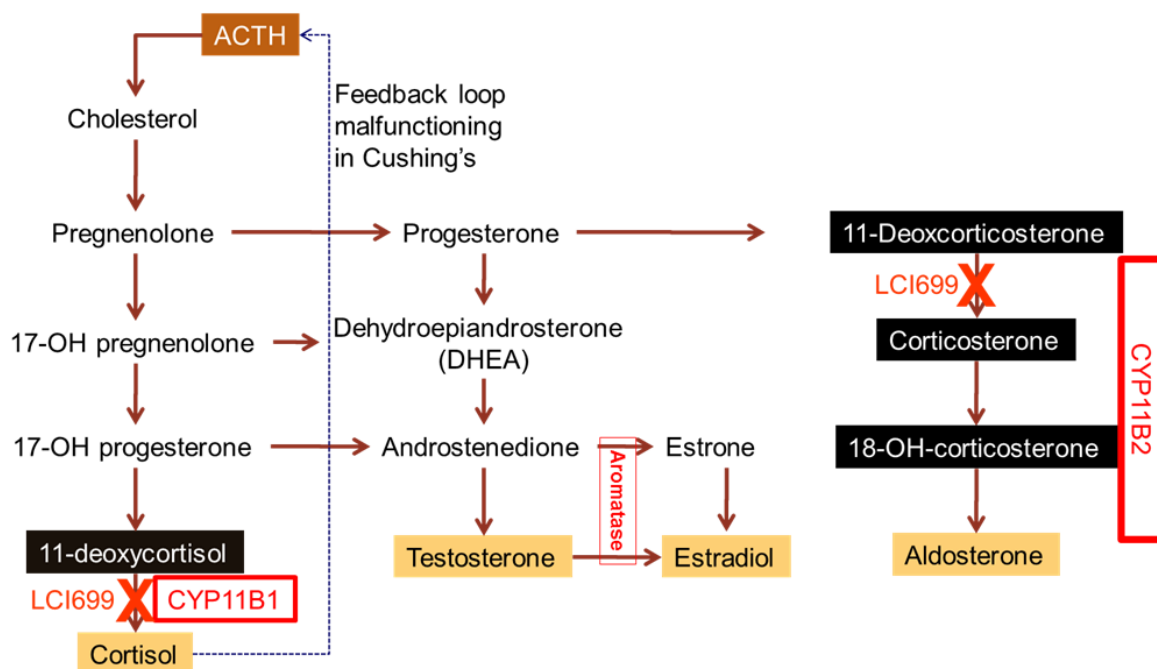 ACTH
Feedback loop
malfunctioning
in Cushing's
Cholesterol
Pregnenolone
Progesterone
11-Deoxcorticosterone
LCI699
X
17-OH pregnenolone
Dehydroepiandrosterone
(DHEA)
Corticosterone
CYP11B2
17-OH progesterone
Androstenedione
Aromatase
Estrone
18-OH-corticosterone
11-deoxycortisol
Testosterone
Estradiol
Aldosterone
LCI699
X
CYP11B1
Cortisol